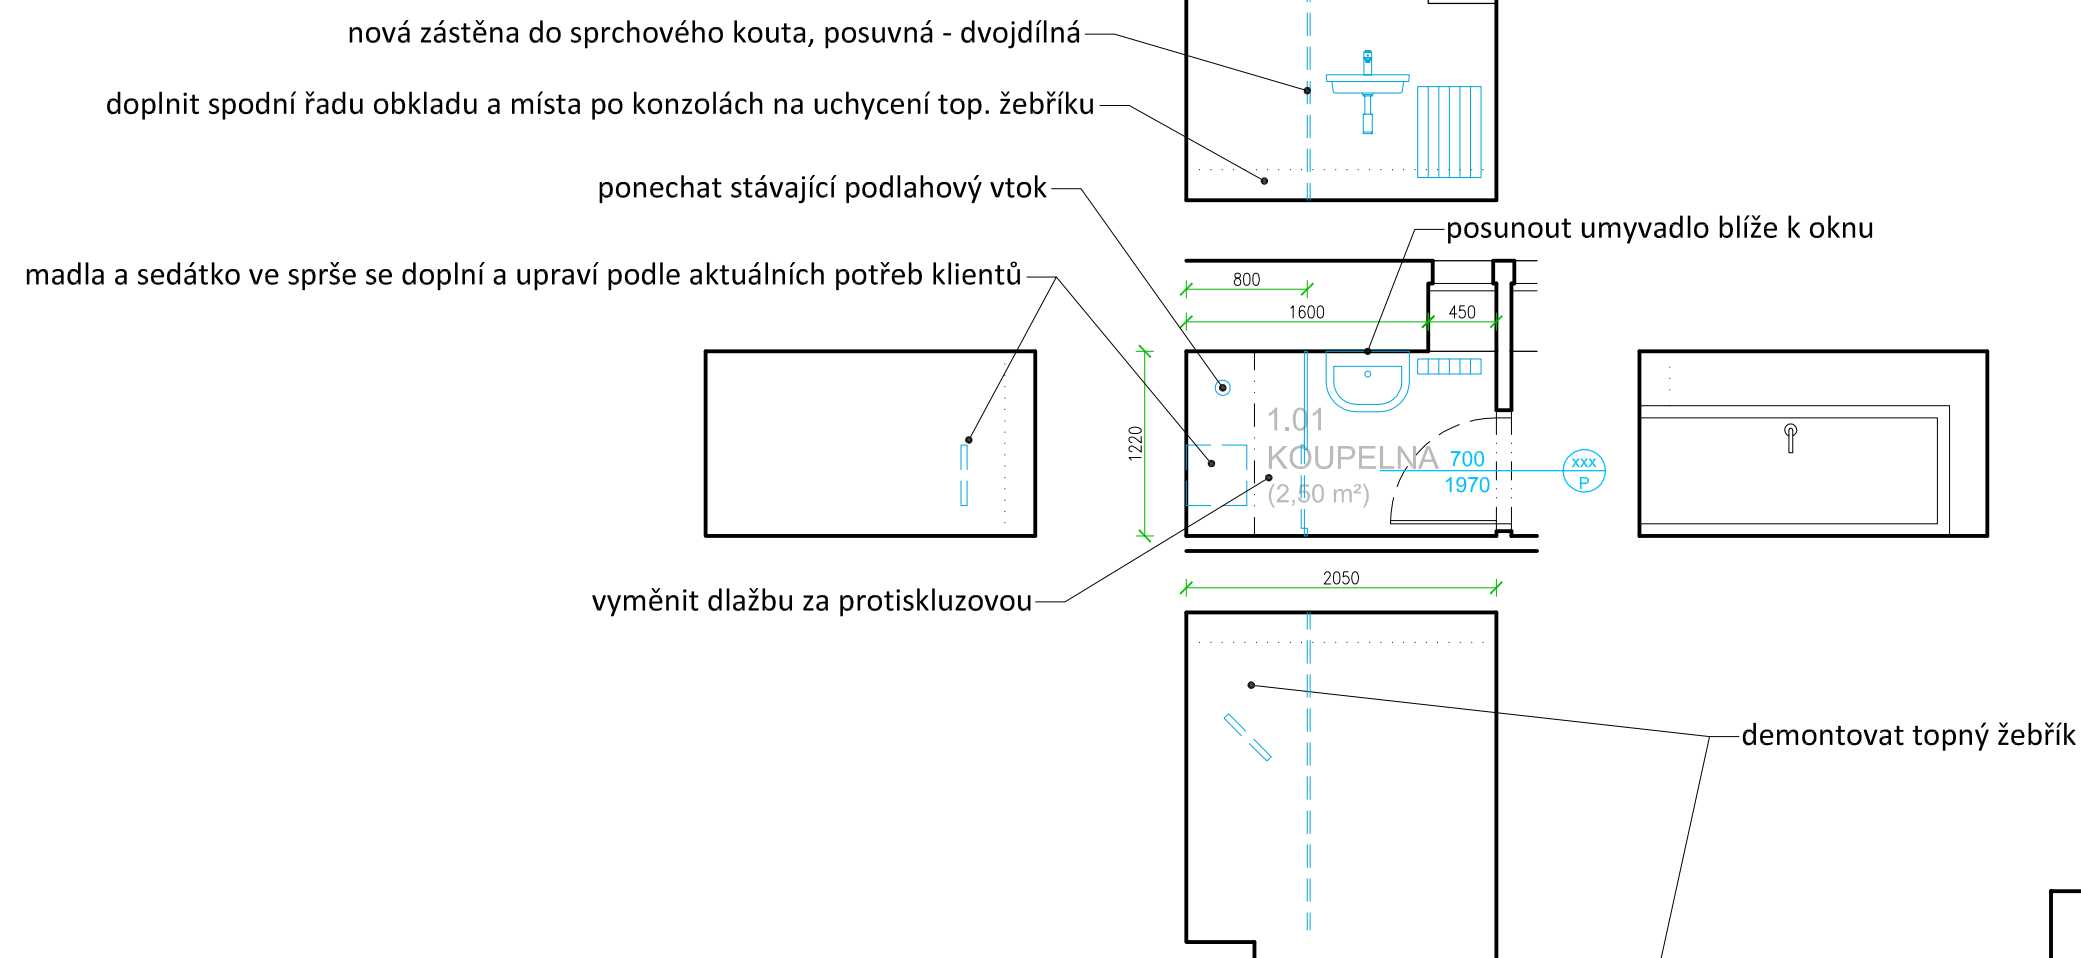 nová zástěna do sprchového kouta, posuvná - dvojdílná
doplnit spodní řadu obkladu a místa po konzolách na uchycení top. žebříku
ponechat stávající podlahový vtok
posunout umyvadlo blíže k oknu
madla a sedátko ve sprše se doplní a upraví podle aktuálních potřeb klientů
800
1600
450
1220
1.01
KOUPELNA
(2,50 m²)
700
1970
xxx
P
2050
vyměnit dlažbu za protiskluzovou
demontovat topný žebřík